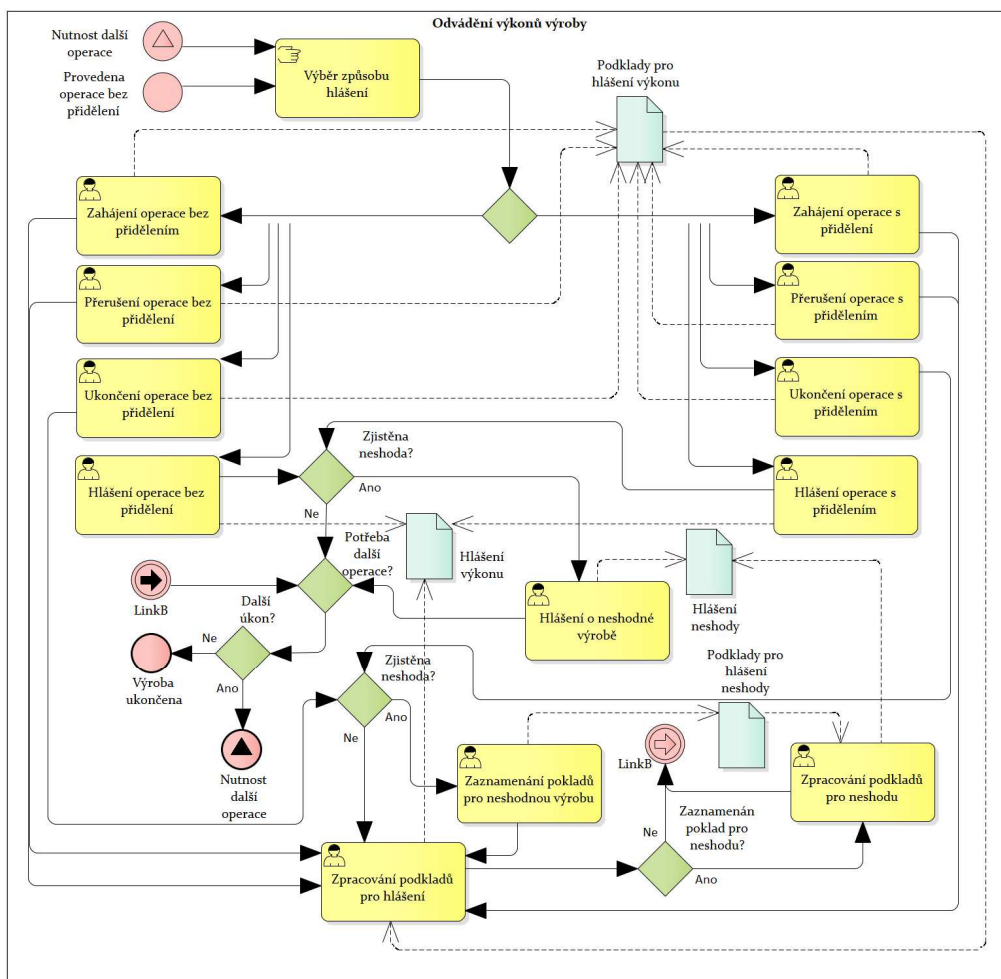 Odvádění výkonů výroby
Nutnost další
operace
Provedena
operace bez
přidělení
Výběr způsobu
hlášení
Podklady pro
hlášení výkonu
Zahájení operace bez
přidělením
Zahájení operace s
přidělení
Přerušení operace bez
přidělení
Přerušení operace s
přidělením
Ukončení operace bez
přidělení
Ukončení operace s
přidělením
Zjistěna
neshoda?
Ano
Ne
Hlášení operace bez
přidělení
Hlášení operace s
přidělením
Potřeba
další
operace?
Hlášení
výkonu
LinkB
Hlášení o neshodné
výrobě
Hlášení
neshody
Další
úkon?
Ne
Ano
Výroba
ukončena
Nutnost
další
operace
Zjistěna
neshoda?
Ano
Ne
Podklady pro
hlášení
neshody
Zaznamenání pokladů
pro neshodnou výrobu
LinkB
Zpracování podkladů
pro neshodu
Zaznamenán
poklad pro
neshodu?
Ne
Ano
Zpracování podkladů
pro hlášení